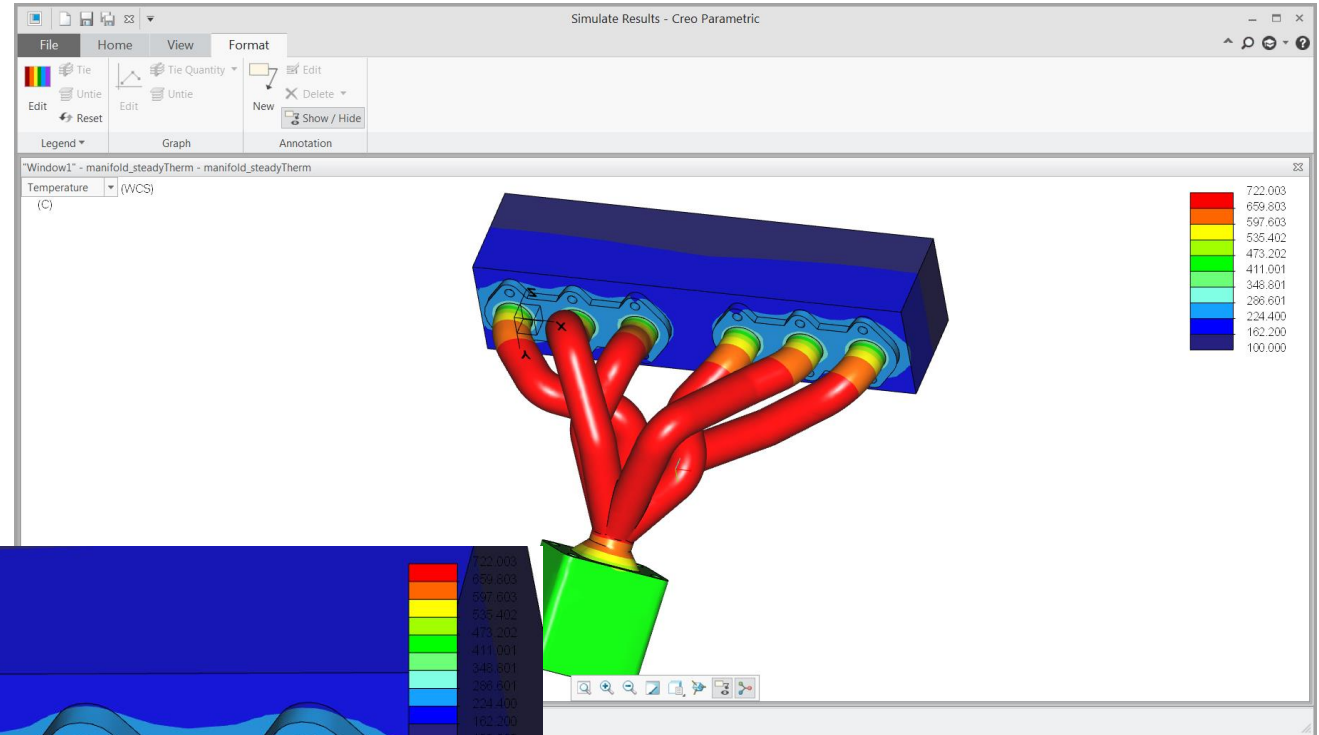 Simulate Results - Creo Parametric
File Home View Format
Tie
Untie
Edit
Reset
Tie Quantity
Untie
Edit
New
Edit
Delete
Show / Hide
Legend
Graph
Annotation
"Window1" - manifold_steadyTherm - manifold_steadyTherm
Temperature (WCS)
(C)
722.003
659.803
597.603
535.402
473.202
411.001
348.801
286.601
224.400
162.200
100.000
Z
X
Y
722.003
659.803
597.603
535.402
473.202
411.001
348.801
286.601
224.400
162.200